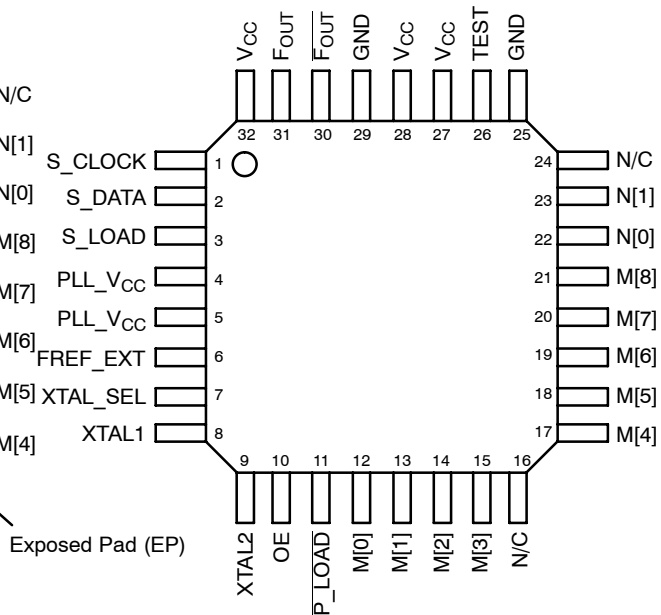 VCC
FOUT
FOUT
GND
VCC
VCC
TEST
GND
32 31 30 29 28 27 26 25
N/C
N[1]
N[0]
M[8]
M[7]
M[6]
M[5]
M[4]
S_CLOCK 1
S_DATA 2
S_LOAD 3
PLL_VCC 4
PLL_VCC 5
FREF_EXT 6
XTAL_SEL 7
XTAL1 8
24 N/C
23 N[1]
22 N[0]
21 M[8]
20 M[7]
19 M[6]
18 M[5]
17 M[4]
9 10 11 12 13 14 15 16
XTAL2
OE
P_LOAD
M[0]
M[1]
M[2]
M[3]
N/C
Exposed Pad (EP)